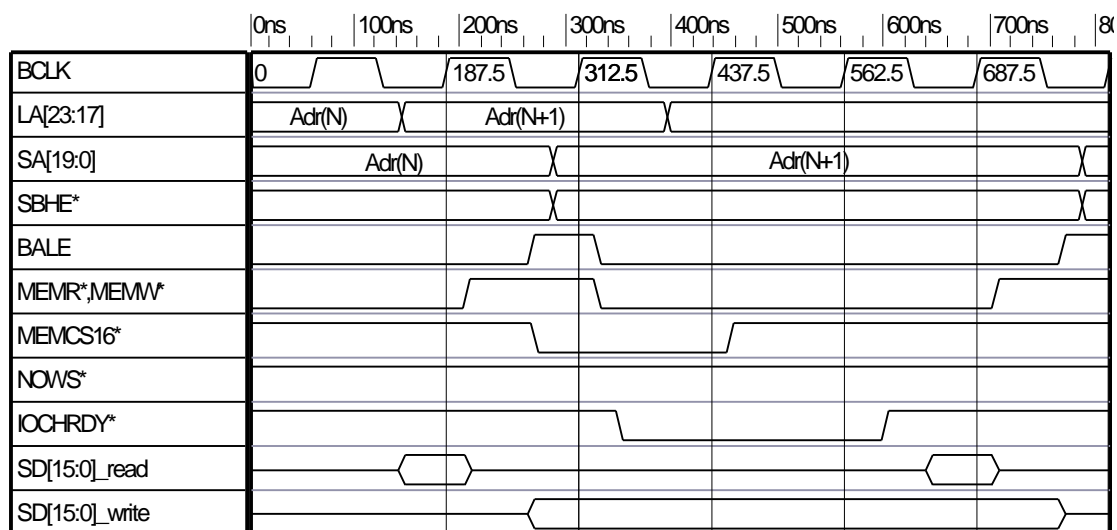 0ns 100ns 200ns 300ns 400ns 500ns 600ns 700ns 80
BCLK 0 187.5 312.5 437.5 562.5 687.5
LA[23:17] Adr(N) Adr(N+1)
SA[19:0] Adr(N) Adr(N+1)
SBHE*
BALE
MEMR*,MEMW*
MEMCS16*
NOWS*
IOCHRDY*
SD[15:0]_read
SD[15:0]_write